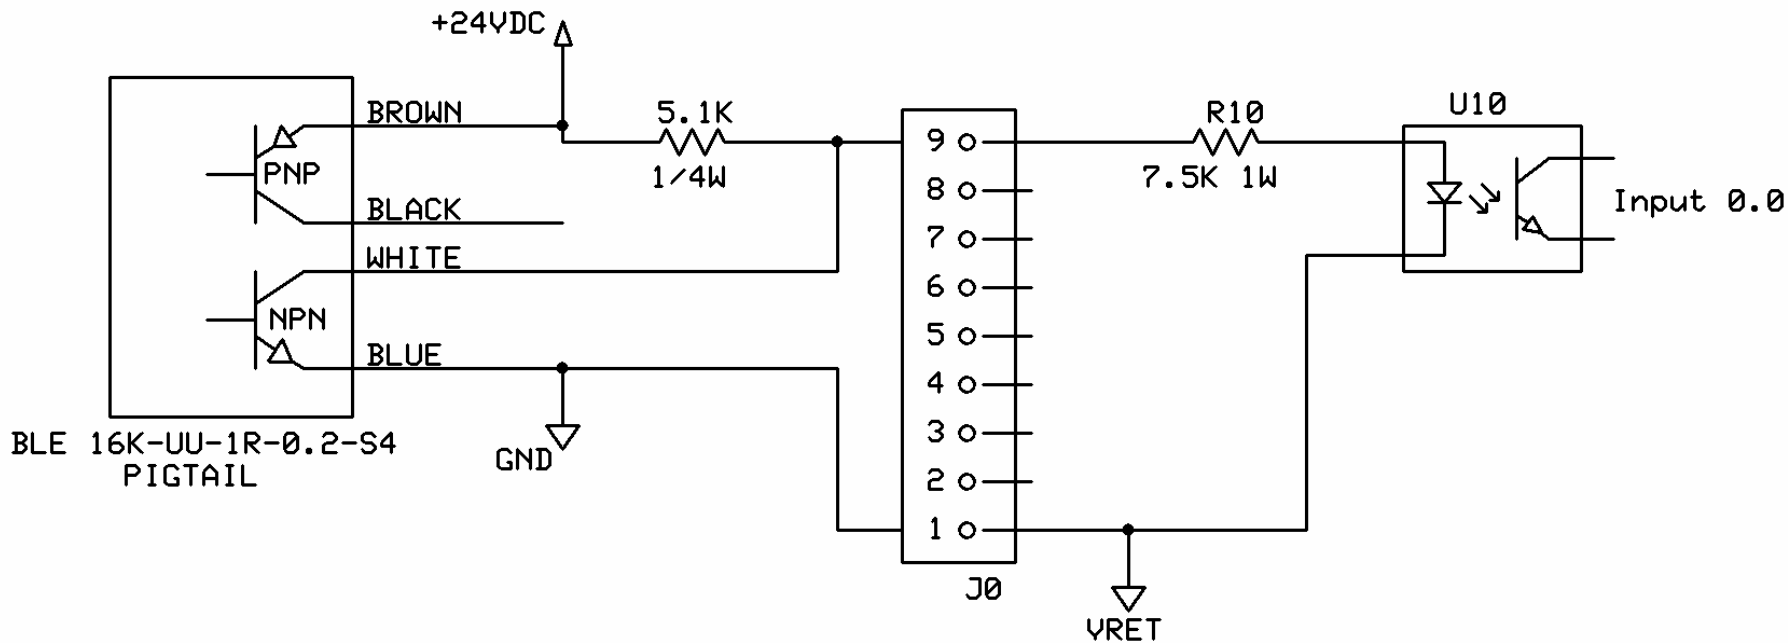 +24VDC
BROWN
5.1K
1/4W
PNP
BLACK
WHITE
NPN
BLUE
GND
BLE 16K-UU-1R-0.2-S4
PIGTAIL
9
8
7
6
5
4
3
2
1
J0
R10
7.5K 1W
U10
Input 0.0
VRET